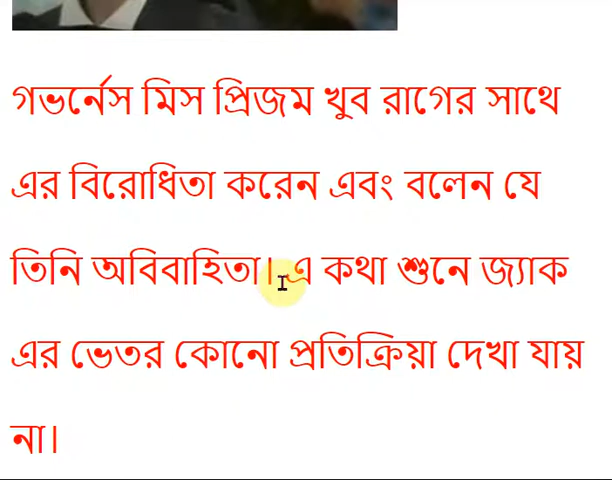 গভর্নেস মিস প্রিজম খুব রাগের সাথে
এর বিরোধিতা করেন এবং বলেন যে
তিনি অবিবাহিতা। এ কথা শুনে জ্যাক
এর ভেতর কোনো প্রতিক্রিয়া দেখা যায়
না।